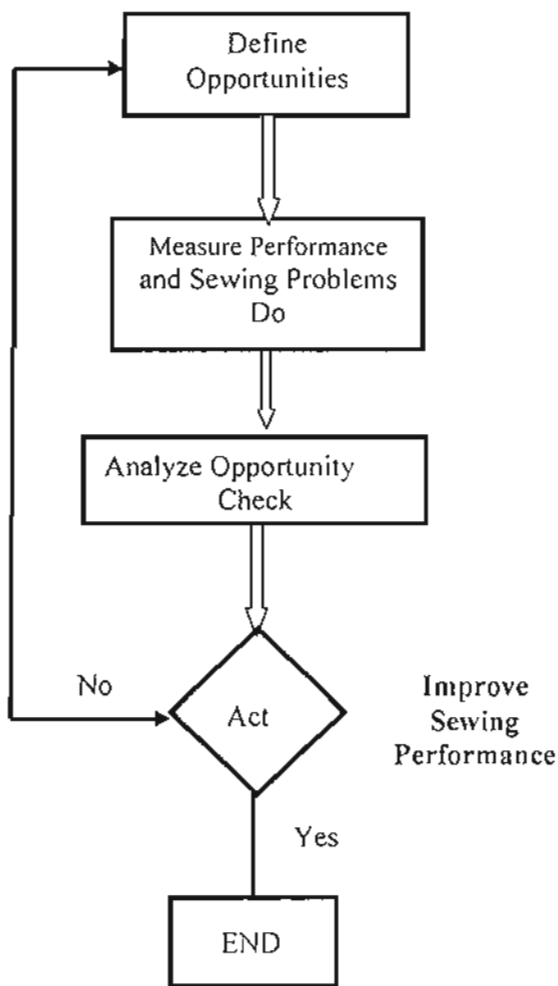 Define
Opportunities
Measure Performance
and Sewing Problems
Do
Analyze Opportunity
Check
No
Act
Improve
Sewing
Performance
Yes
END